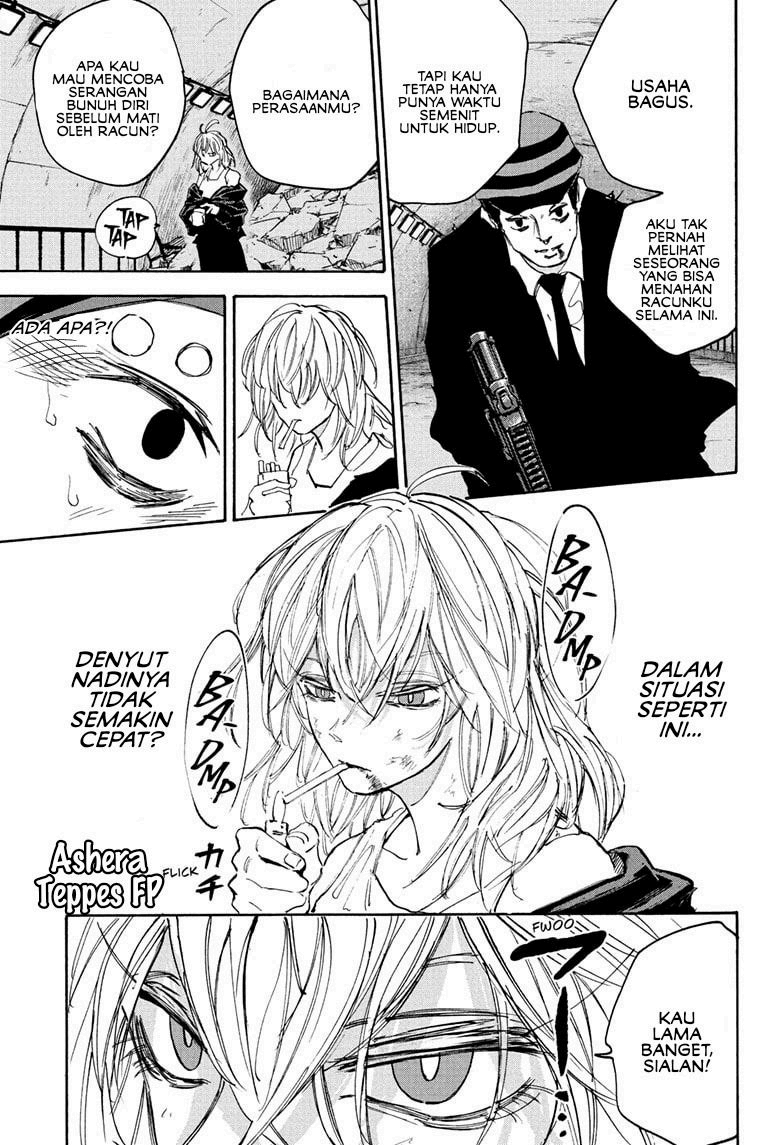 USAHA
BAGUS.
AKU TAK
PERNAH
MELIHAT
SESEORANG
YANG BISA
MENAHAN
RACUNKU
SELAMA INI.
TAPI KAU
TETAP HANYA
PUNYA WAKTU
SEMENIT
UNTUK HIDUP.
BAGAIMANA
PERASAANMU?
APA KAU
MAU MENCOBA
SERANGAN
BUNUH DIRI
SEBELUM MATI
OLEH RACUN?
TAP
TAP
ADA APA?!
BA-
DMP
DALAM
SITUASI
SEPERTI
INI...
BA-
DMP
DENYUT
NADINYA
TIDAK
SEMAKIN
CEPAT?
カチ
FLICK
Ashera
Teppes FP
FWOO
フ...
KAU
LAMA
BANGET,
SIALAN!